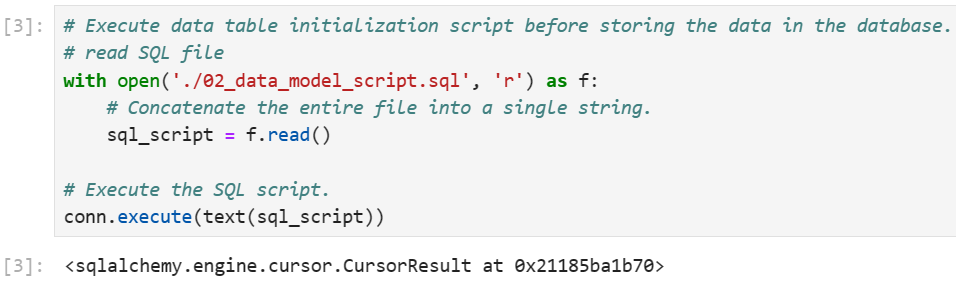 [3]: # Execute data table initialization script before storing the data in the database.
# read SQL file
with open('./02_data_model_script.sql', 'r') as f:
    # Concatenate the entire file into a single string.
    sql_script = f.read()
# Execute the SQL script.
conn.execute(text(sql_script))
[3]: <sqlalchemy.engine.cursor.CursorResult at 0x21185ba1b70>